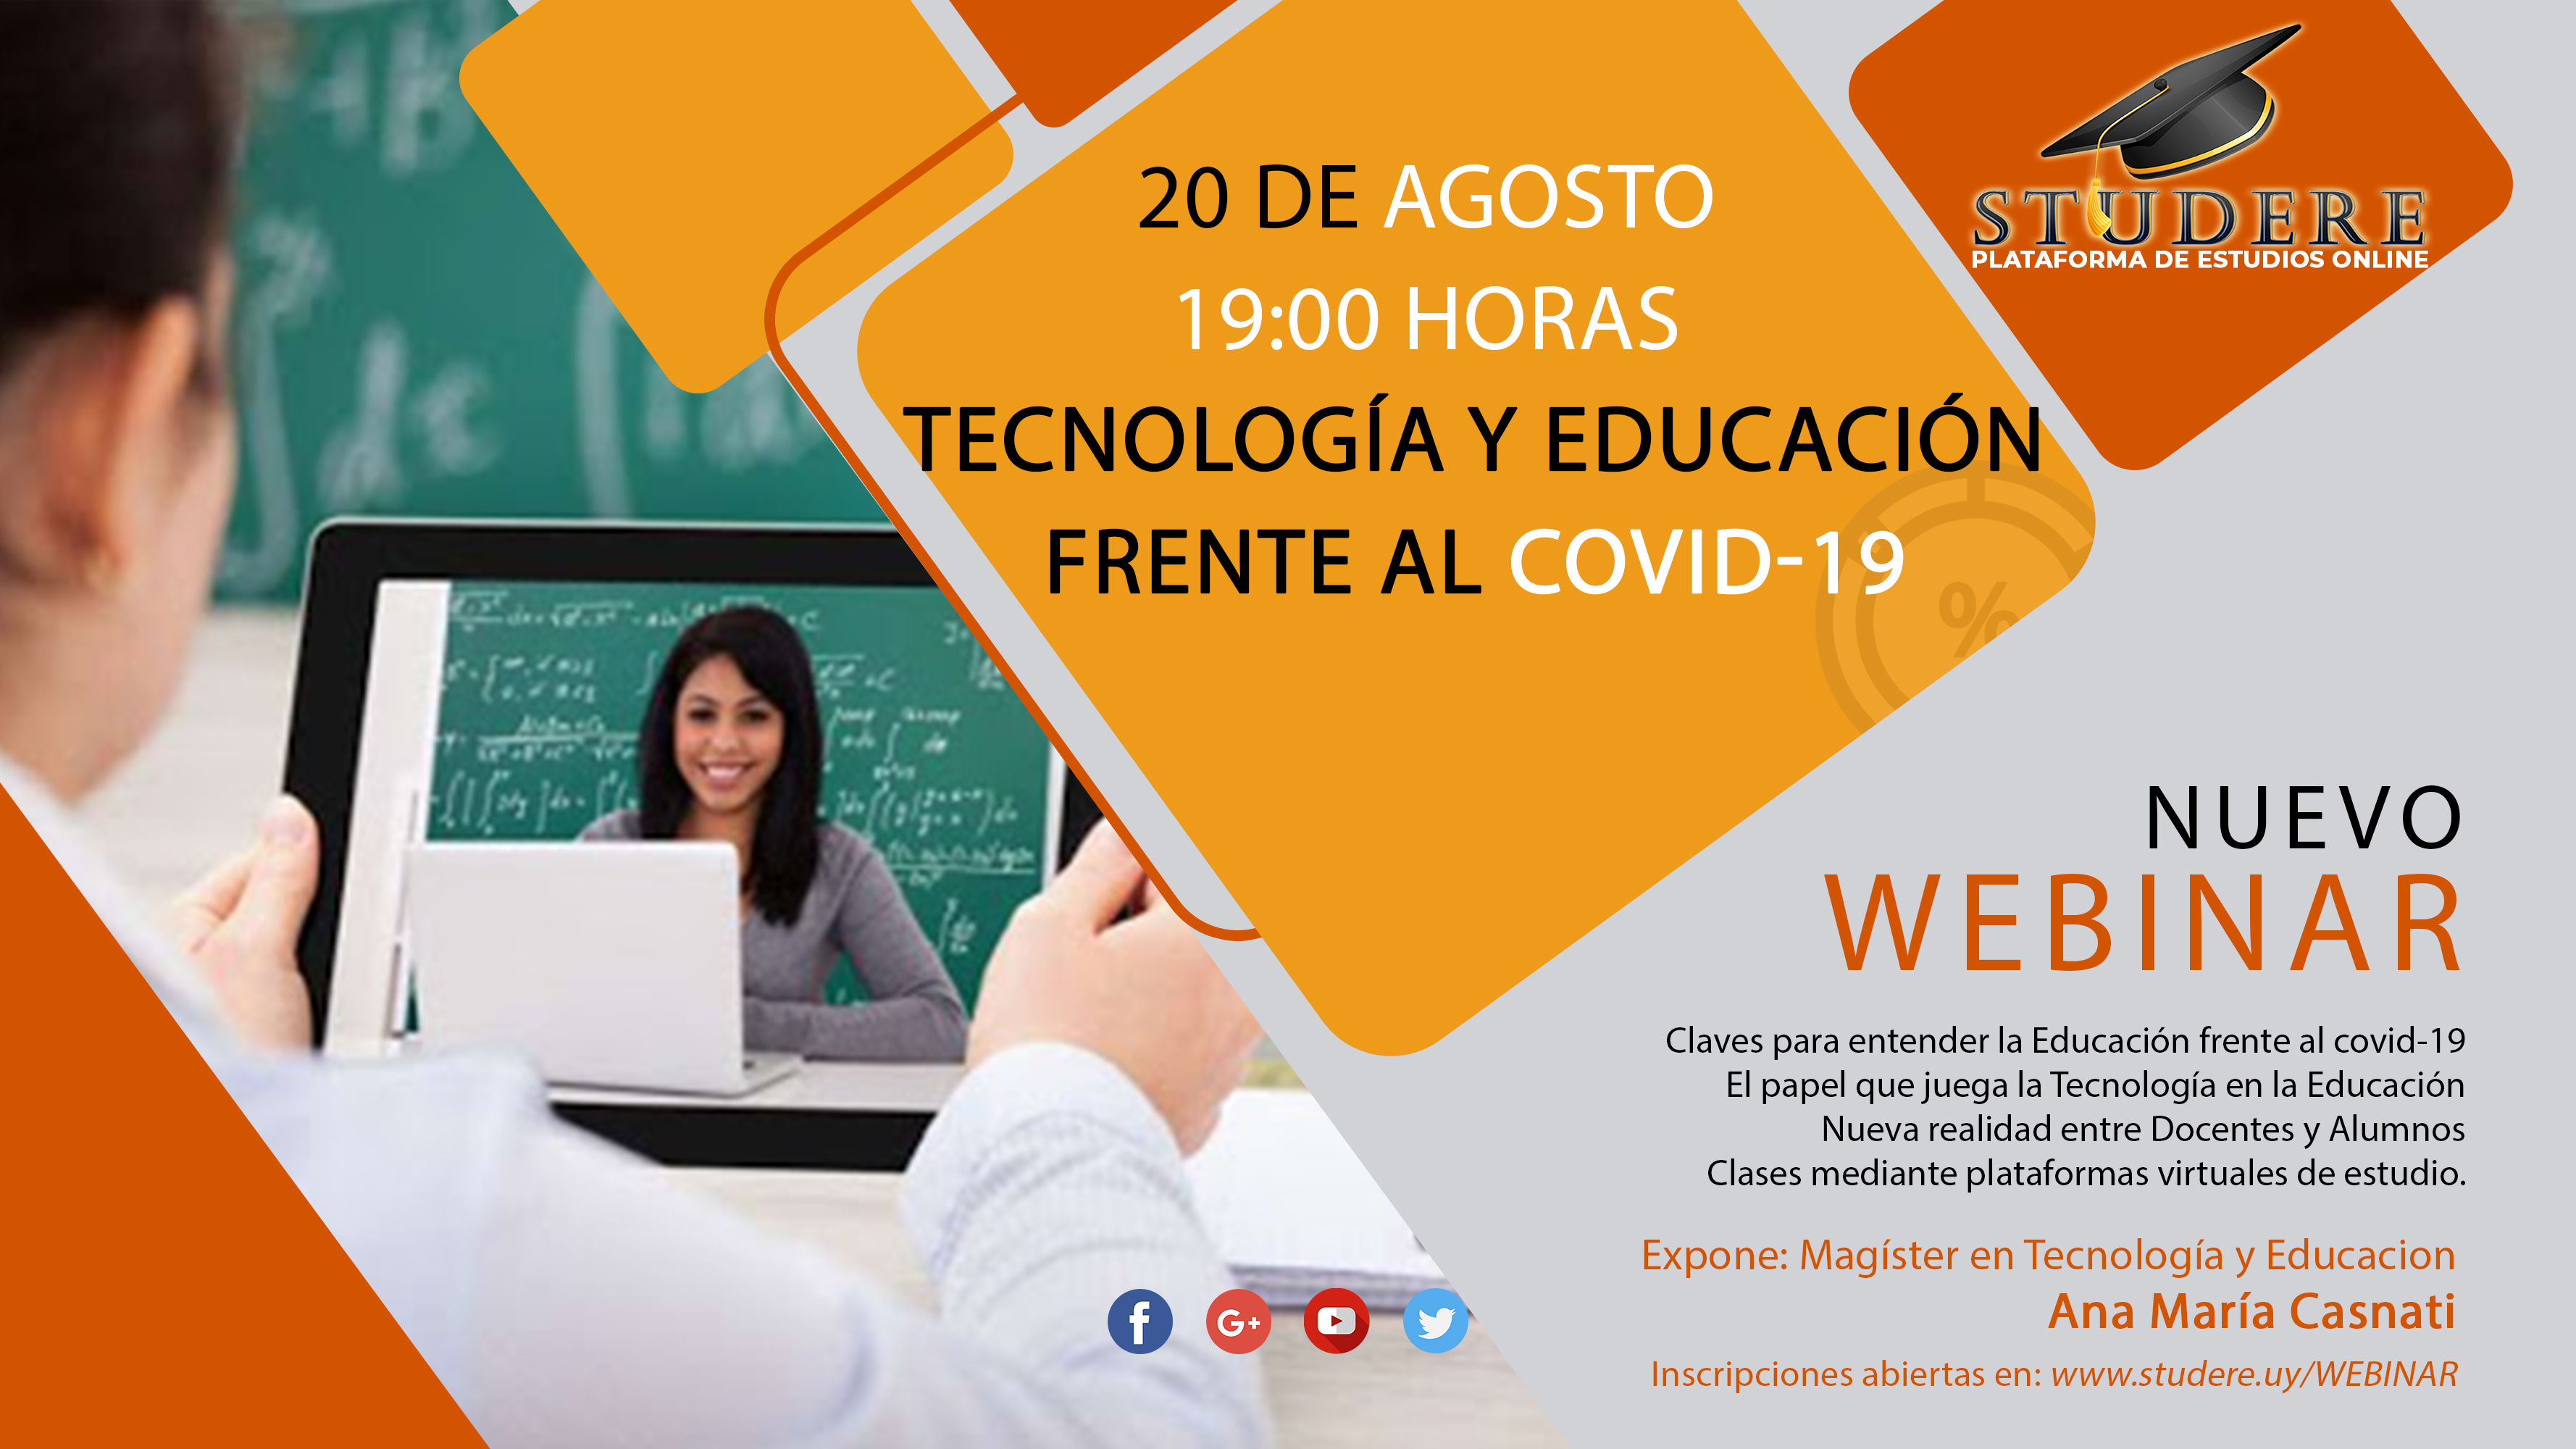 20 DE AGOSTO
19:00 HORAS
TECNOLOGÍA Y EDUCACIÓN
FRENTE AL COVID-19
%
STUDERE
PLATAFORMA DE ESTUDIOS ONLINE
NUEVO
WEBINAR
Claves para entender la Educación frente al covid-19
El papel que juega la Tecnología en la Educación
Nueva realidad entre Docentes y Alumnos
Clases mediante plataformas virtuales de estudio.
Expone: Magíster en Tecnología y Educacion
Ana María Casnati
Inscripciones abiertas en: www.studere.uy/WEBINAR
f
G+